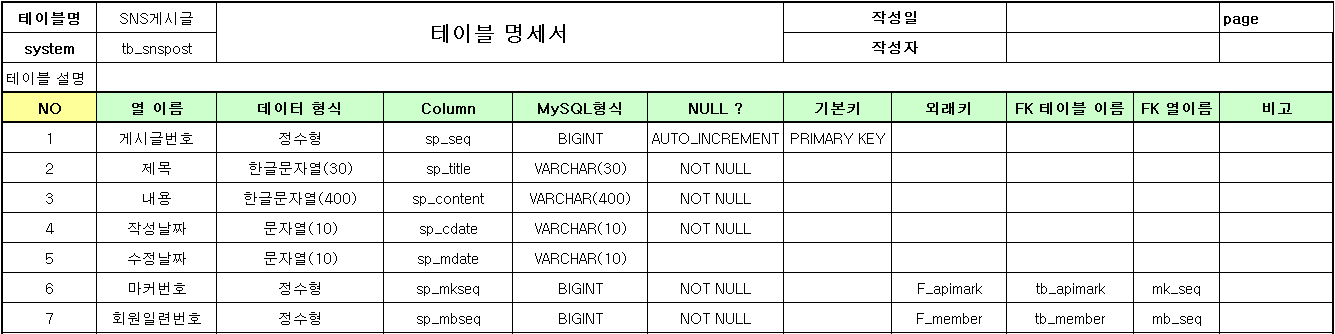 테이블명 SNS게시글 테이블 명세서 작성일 page
system tb_snspost 작성자
테이블 설명
NO 열 이름 데이터 형식 Column MySQL형식 NULL ? 기본키 외래키 FK 테이블 이름 FK 열이름 비고
1 게시글번호 정수형 sp_seq BIGINT AUTO_INCREMENT PRIMARY KEY
2 제목 한글문자열(30) sp_title VARCHAR(30) NOT NULL
3 내용 한글문자열(400) sp_content VARCHAR(400) NOT NULL
4 작성날짜 문자열(10) sp_cdate VARCHAR(10) NOT NULL
5 수정날짜 문자열(10) sp_mdate VARCHAR(10)
6 마커번호 정수형 sp_mkseq BIGINT NOT NULL F_apimark tb_apimark mk_seq
7 회원일련번호 정수형 sp_mbseq BIGINT NOT NULL F_member tb_member mb_seq